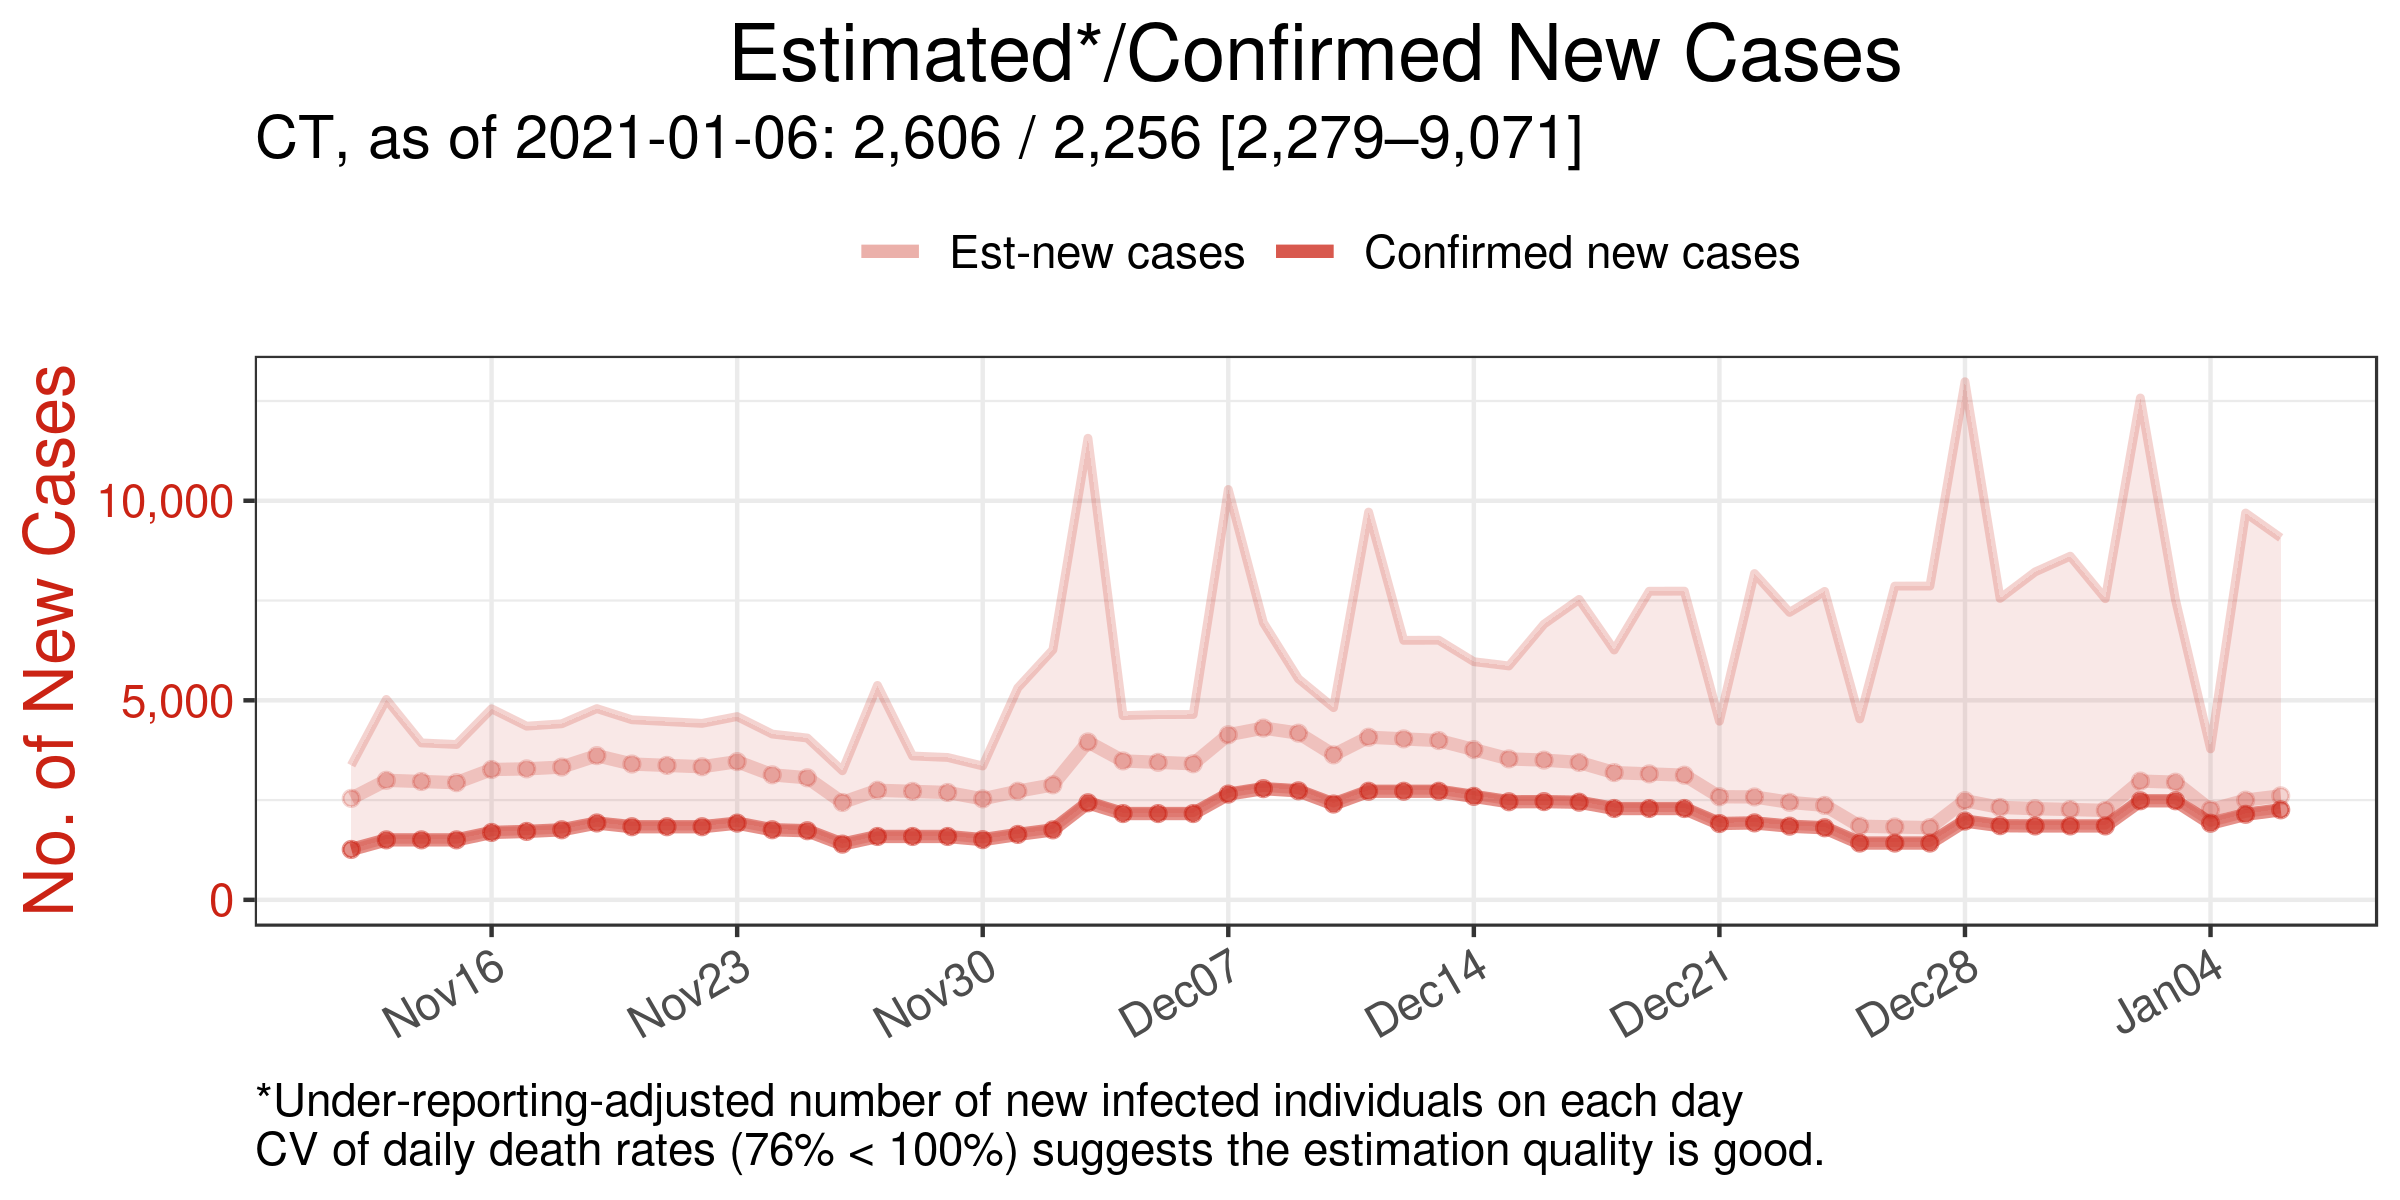 Estimated*/Confirmed New Cases
CT, as of 2021-01-06: 2,606 / 2,256 [2,279–9,071]
Est-new cases
Confirmed new cases
No. of New Cases
10,000
5,000
0
Nov16
Nov23
Nov30
Dec07
Dec14
Dec21
Dec28
Jan04
*Under-reporting-adjusted number of new infected individuals on each day
CV of daily death rates (76% < 100%) suggests the estimation quality is good.